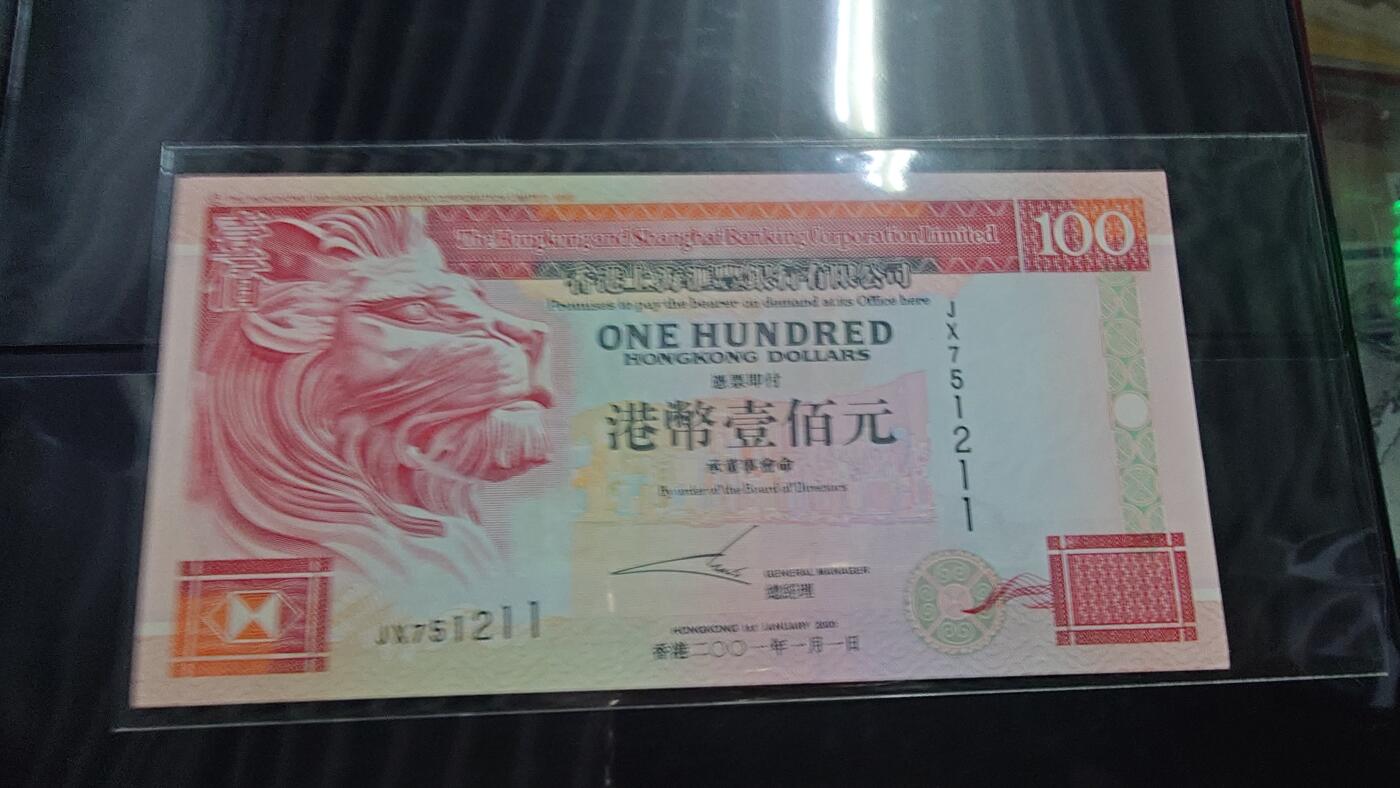 The Hongkong and Shanghai Banking Corporation Limited
100
香港上海滙豐銀行有限公司
Promises to pay the bearer on demand at its Office here
ONE HUNDRED
HONGKONG DOLLARS
憑票即付
港幣壹佰元
承董事會命
By order of the Board of Directors
JX751211
GENERAL MANAGER
總經理
JX751211
HONGKONG 1st JANUARY 2001
香港二〇〇一年一月一日